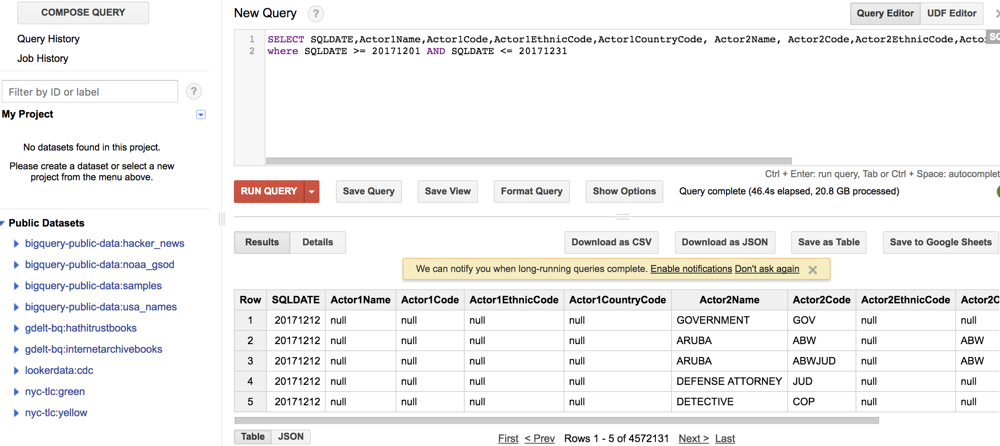 COMPOSE QUERY
Query History
Job History
Filter by ID or label ?
My Project
No datasets found in this project.
Please create a dataset or select a new
project from the menu above.
Public Datasets
bigquery-public-data:hacker_news
bigquery-public-data:noaa_gsod
bigquery-public-data:samples
bigquery-public-data:usa_names
gdelt-bq:hathitrustbooks
gdelt-bq:internetarchivebooks
lookerdata:cdc
nyc-tlc:green
nyc-tlc:yellow
New Query ? Query Editor UDF Editor
1 SELECT SQLDATE,Actor1Name,Actor1Code,Actor1EthnicCode,Actor1CountryCode, Actor2Name, Actor2Code,Actor2EthnicCode,Acto
2 where SQLDATE >= 20171201 AND SQLDATE <= 20171231
Ctrl + Enter: run query, Tab or Ctrl + Space: autocomplet
RUN QUERY Save Query Save View Format Query Show Options Query complete (46.4s elapsed, 20.8 GB processed)
Results Details Download as CSV Download as JSON Save as Table Save to Google Sheets
We can notify you when long-running queries complete. Enable notifications Don't ask again
Row SQLDATE Actor1Name Actor1Code Actor1EthnicCode Actor1CountryCode Actor2Name Actor2Code Actor2EthnicCode Actor2C
1 20171212 null null null null GOVERNMENT GOV null null
2 20171212 null null null null ARUBA ABW null ABW
3 20171212 null null null null ARUBA ABWJUD null ABW
4 20171212 null null null null DEFENSE ATTORNEY JUD null null
5 20171212 null null null null DETECTIVE COP null null
Table JSON First < Prev Rows 1 - 5 of 4572131 Next > Last